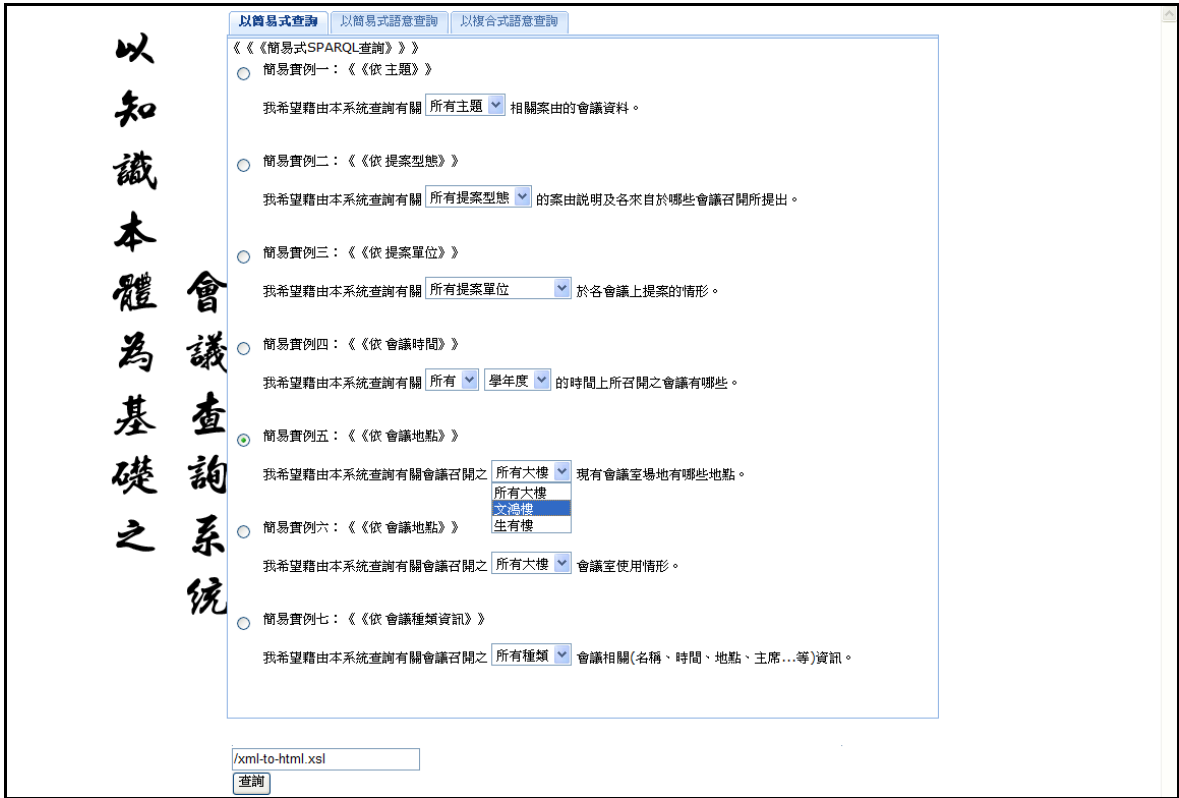 以知識本體為基礎之
會議查詢系統
以簡易式查詢 以簡易式語意查詢 以複合式語意查詢
《《《簡易式SPARQL查詢》》》
簡易實例一：《《依 主題》》
我希望藉由本系統查詢有關 所有主題 相關案由的會議資料。
簡易實例二：《《依 提案型態》》
我希望藉由本系統查詢有關 所有提案型態 的案由說明及各來自於哪些會議召開所提出。
簡易實例三：《《依 提案單位》》
我希望藉由本系統查詢有關 所有提案單位 於各會議上提案的情形。
簡易實例四：《《依 會議時間》》
我希望藉由本系統查詢有關 所有 學年度 的時間上所召開之會議有哪些。
簡易實例五：《《依 會議地點》》
我希望藉由本系統查詢有關會議召開之 所有大樓 現有會議室場地有哪些地點。
所有大樓
文鴻樓
生有樓
簡易實例六：《《依 會議地點》》
我希望藉由本系統查詢有關會議召開之 所有大樓 會議室使用情形。
簡易實例七：《《依 會議種類資訊》》
我希望藉由本系統查詢有關會議召開之 所有種類 會議相關(名稱、時間、地點、主席...等)資訊。
/xml-to-html.xsl
查詢